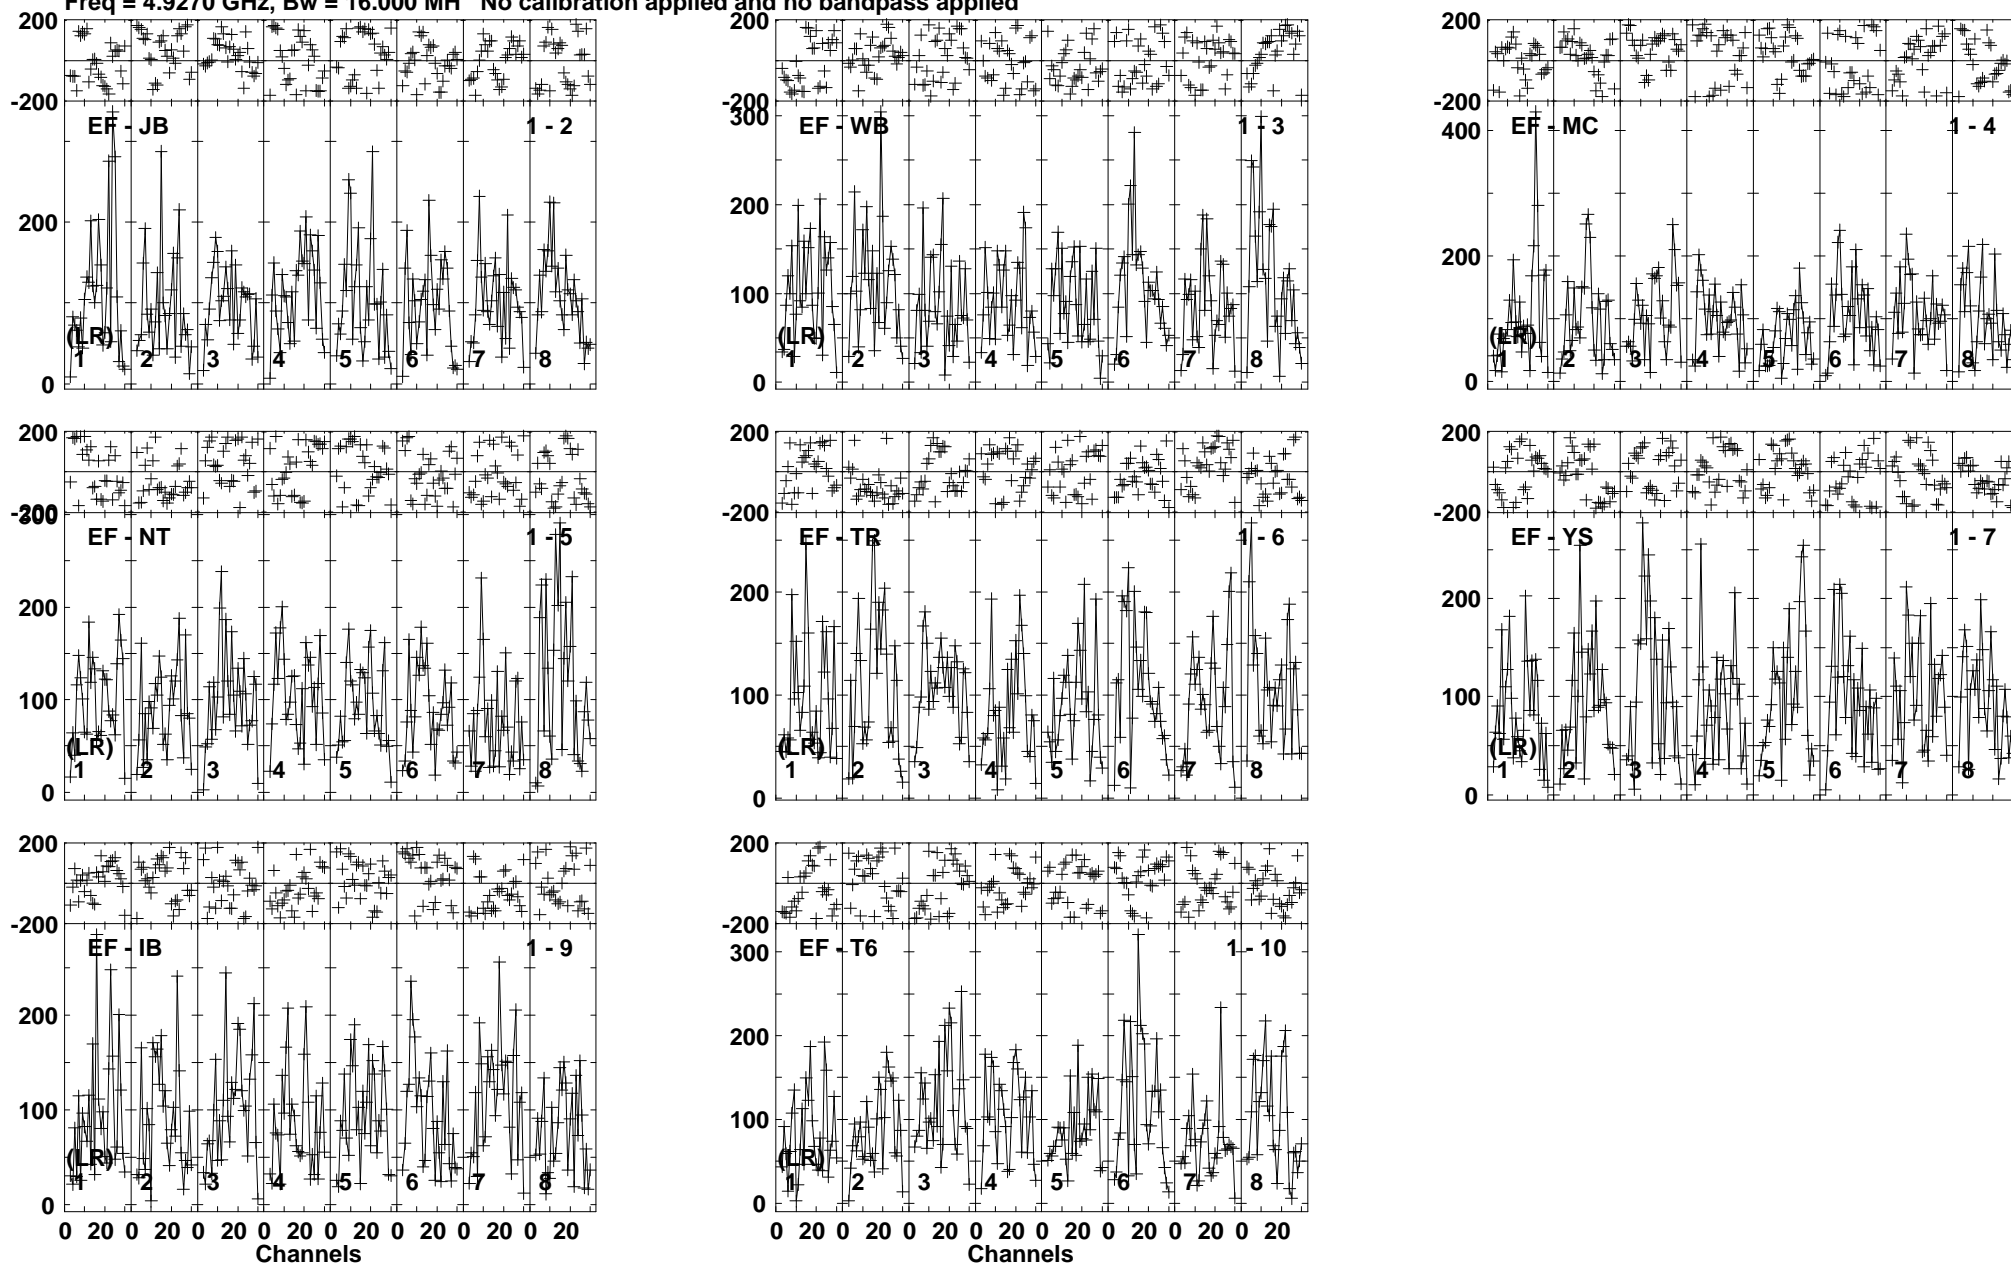 Freq = 4.9270 GHz, Bw = 16.000 MH No calibration applied and no bandpass applied
200
-200
EF - JB 1 - 2
200
(LR)
1 2 3 4 5 6 7 8
0
200
-200
300
EF - WB 1 - 3
200
100
(LR)
1 2 3 4 5 6 7 8
0
200
-200
400
EF - MC 1 - 4
200
(LR)
1 2 3 4 5 6 7 8
0
200
-200
300
EF - NT 1 - 5
200
100
(LR)
1 2 3 4 5 6 7 8
0
200
-200
EF - TR 1 - 6
200
100
(LR)
1 2 3 4 5 6 7 8
0
200
-200
EF - YS 1 - 7
200
100
(LR)
1 2 3 4 5 6 7 8
0
200
-200
EF - IB 1 - 9
200
100
(LR)
1 2 3 4 5 6 7 8
0
0 20 0 20 0 20 0 20 0 20 0 20 0 20 0 20
Channels
200
-200
EF - T6 1 - 10
300
200
100
(LR)
1 2 3 4 5 6 7 8
0
0 20 0 20 0 20 0 20 0 20 0 20 0 20 0 20
Channels